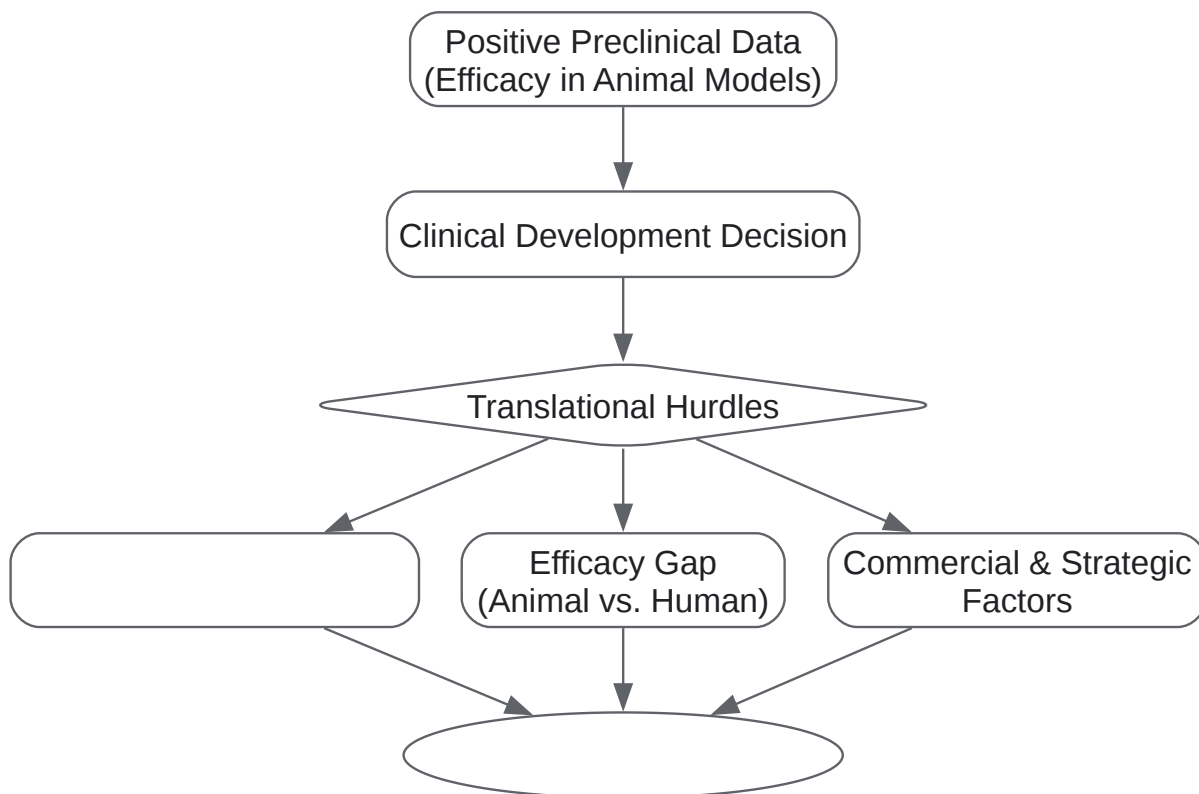 Positive Preclinical Data
(Efficacy in Animal Models)
Clinical Development Decision
Translational Hurdles
Efficacy Gap
(Animal vs. Human)
Commercial & Strategic
Factors